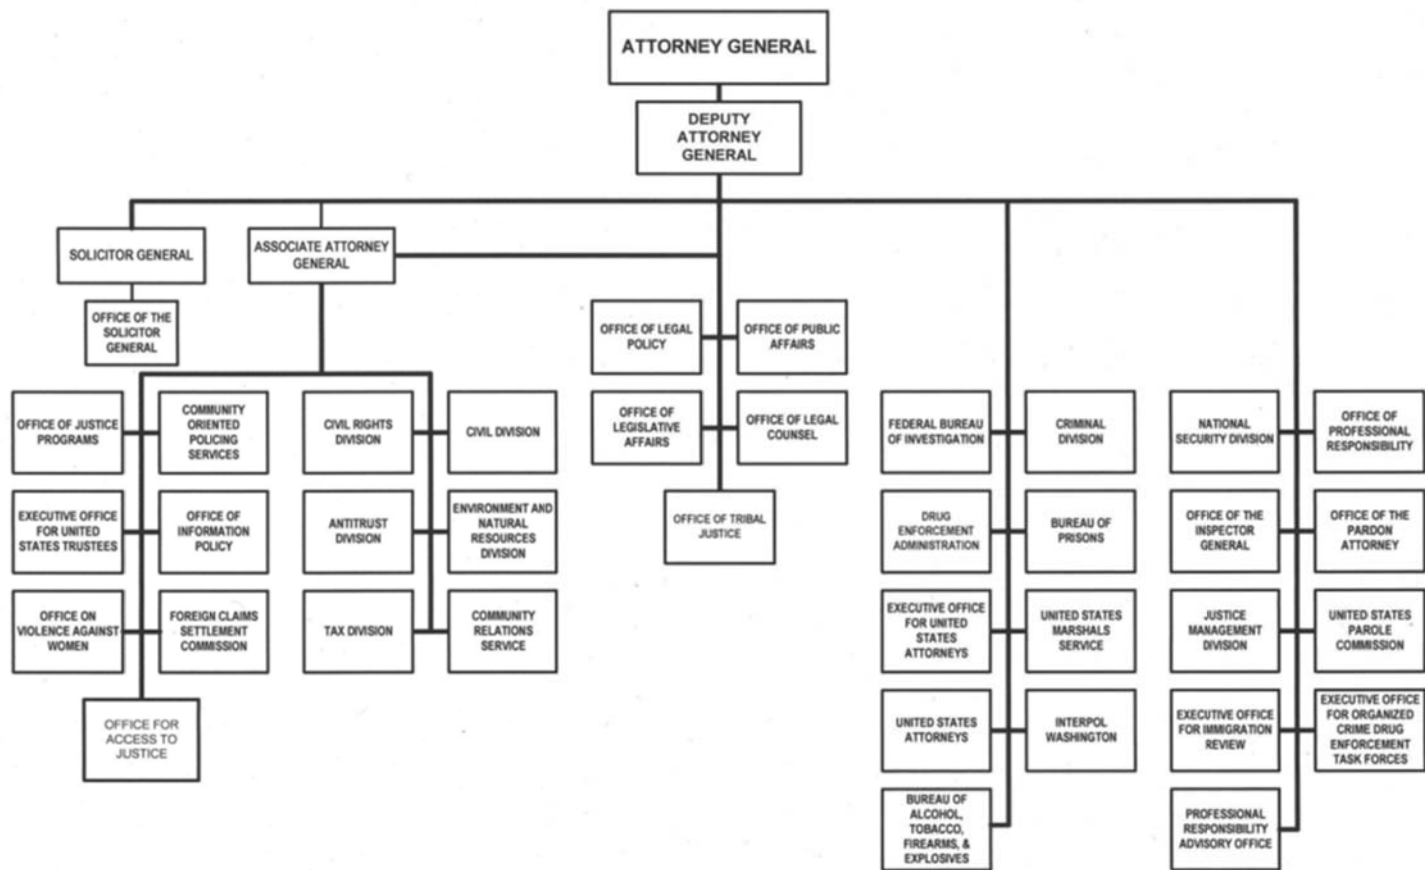 ATTORNEY GENERAL
DEPUTY
ATTORNEY
GENERAL
SOLICITOR GENERAL
ASSOCIATE ATTORNEY
GENERAL
OFFICE OF THE
SOLICITOR
GENERAL
OFFICE OF LEGAL
POLICY
OFFICE OF PUBLIC
AFFAIRS
OFFICE OF
LEGISLATIVE
AFFAIRS
OFFICE OF LEGAL
COUNSEL
OFFICE OF TRIBAL
JUSTICE
OFFICE OF JUSTICE
PROGRAMS
COMMUNITY
ORIENTED
POLICING
SERVICES
EXECUTIVE OFFICE
FOR UNITED
STATES TRUSTEES
OFFICE OF
INFORMATION
POLICY
OFFICE ON
VIOLENCE AGAINST
WOMEN
FOREIGN CLAIMS
SETTLEMENT
COMMISSION
OFFICE FOR
ACCESS TO
JUSTICE
CIVIL RIGHTS
DIVISION
CIVIL DIVISION
ANTITRUST
DIVISION
ENVIRONMENT AND
NATURAL
RESOURCES
DIVISION
TAX DIVISION
COMMUNITY
RELATIONS
SERVICE
FEDERAL BUREAU
OF INVESTIGATION
CRIMINAL
DIVISION
DRUG
ENFORCEMENT
ADMINISTRATION
BUREAU OF
PRISONS
EXECUTIVE OFFICE
FOR UNITED
STATES
ATTORNEYS
UNITED STATES
MARSHALS
SERVICE
UNITED STATES
ATTORNEYS
INTERPOL
WASHINGTON
BUREAU OF
ALCOHOL,
TOBACCO,
FIREARMS, &
EXPLOSIVES
NATIONAL
SECURITY DIVISION
OFFICE OF
PROFESSIONAL
RESPONSIBILITY
OFFICE OF THE
INSPECTOR
GENERAL
OFFICE OF THE
PARDON
ATTORNEY
JUSTICE
MANAGEMENT
DIVISION
UNITED STATES
PAROLE
COMMISSION
EXECUTIVE OFFICE
FOR IMMIGRATION
REVIEW
EXECUTIVE OFFICE
FOR ORGANIZED
CRIME DRUG
ENFORCEMENT
TASK FORCES
PROFESSIONAL
RESPONSIBILITY
ADVISORY OFFICE